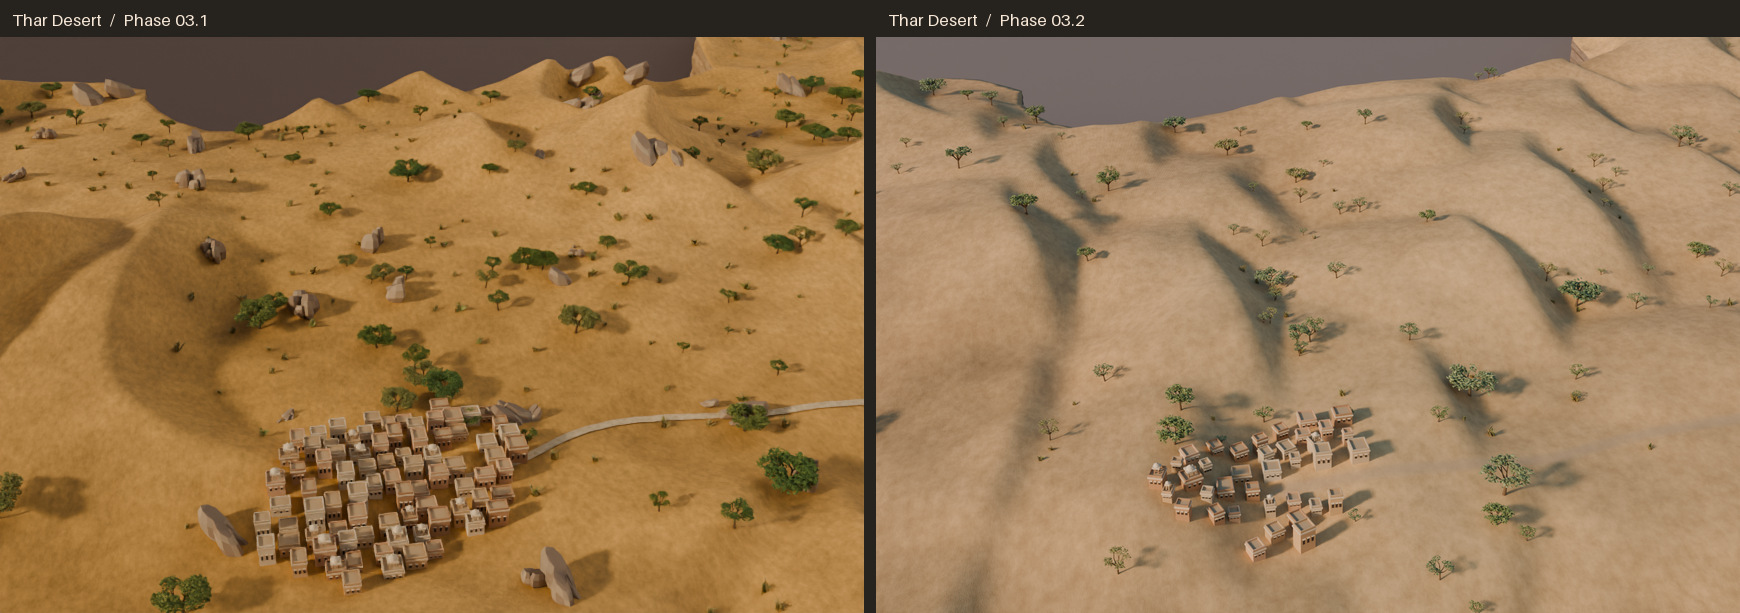 Thar Desert / Phase 03.1
Thar Desert / Phase 03.2